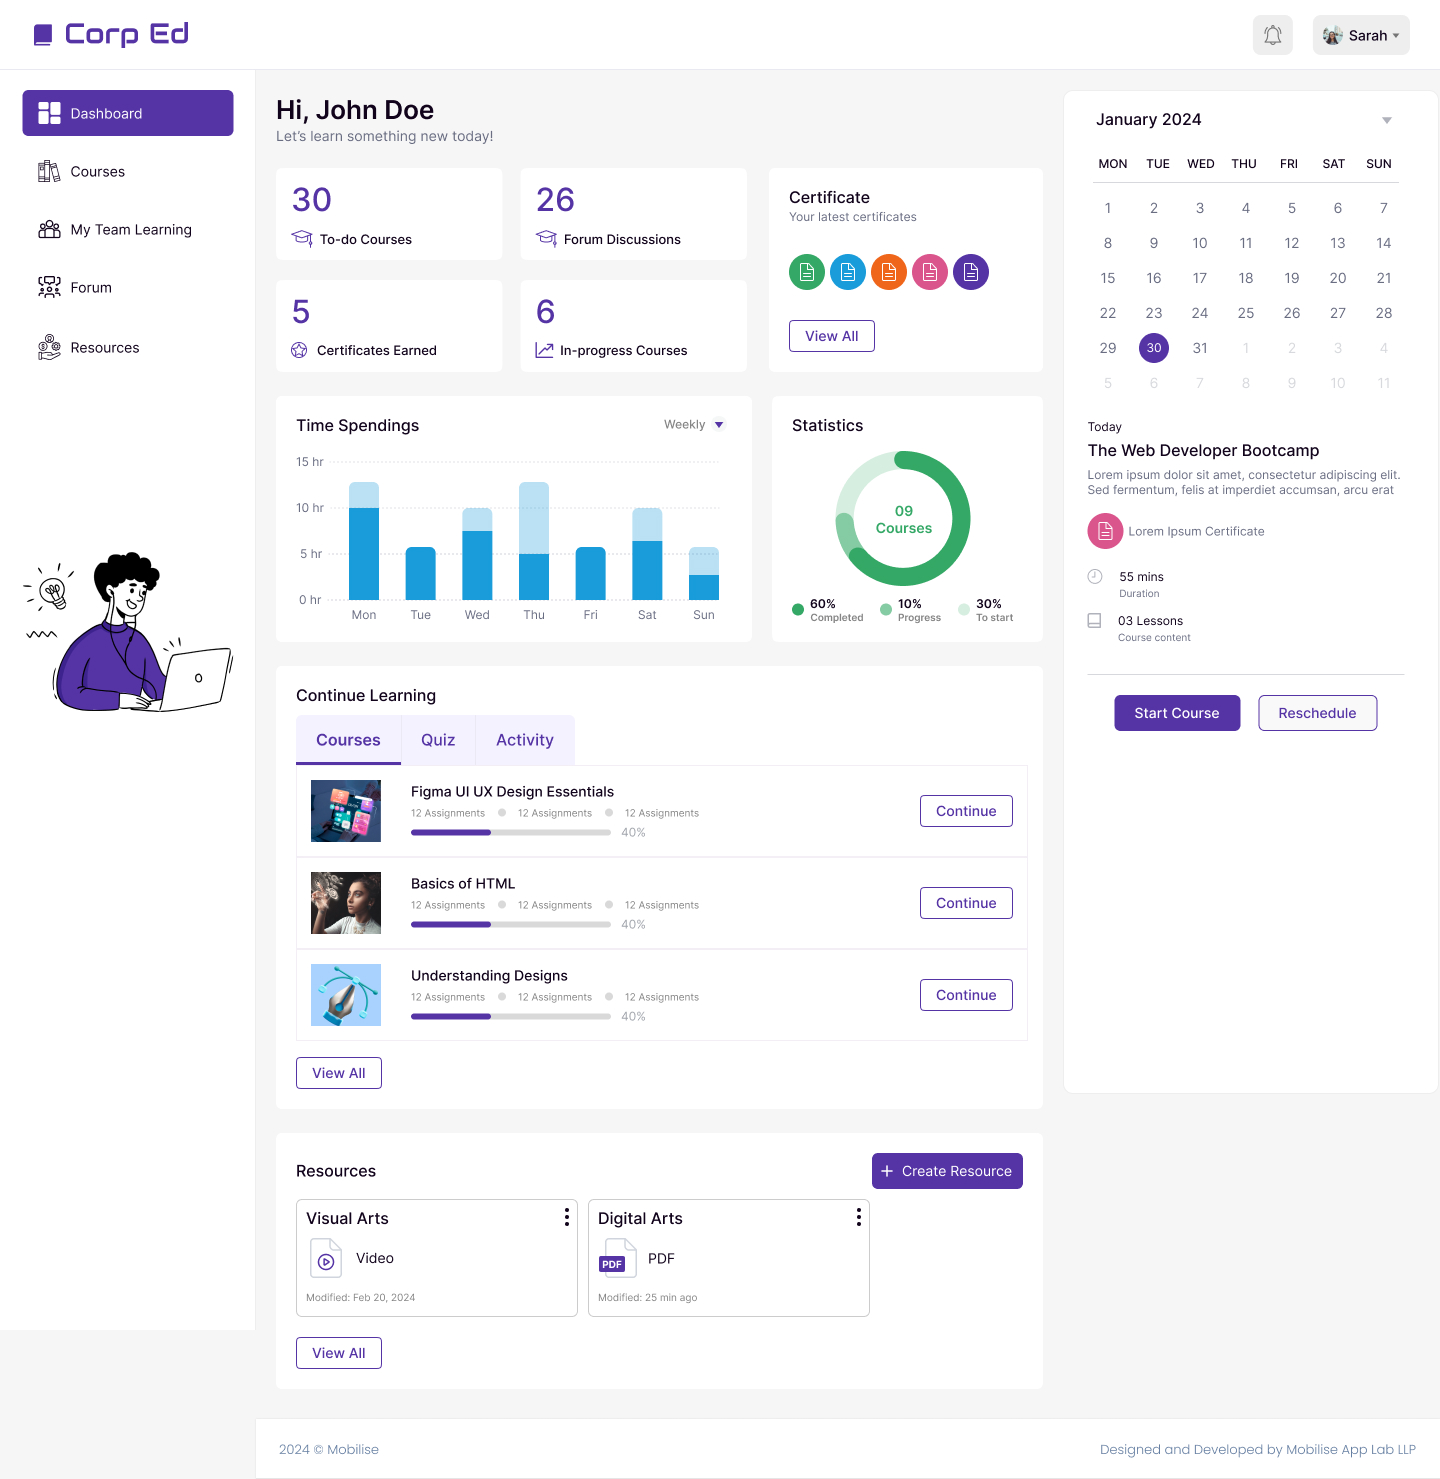 Corp Ed
Sarah
Dashboard
Courses
My Team Learning
Forum
Resources
Hi, John Doe
Let's learn something new today!
30
To-do Courses
26
Forum Discussions
5
Certificates Earned
6
In-progress Courses
Certificate
Your latest certificates
View All
Time Spendings
Weekly
15 hr
10 hr
5 hr
0 hr
Mon Tue Wed Thu Fri Sat Sun
Statistics
09
Courses
60%
Completed
10%
Progress
30%
To start
Continue Learning
Courses Quiz Activity
Figma UI UX Design Essentials
12 Assignments 12 Assignments 12 Assignments
40%
Continue
Basics of HTML
12 Assignments 12 Assignments 12 Assignments
40%
Continue
Understanding Designs
12 Assignments 12 Assignments 12 Assignments
40%
Continue
View All
Resources
+ Create Resource
Visual Arts
Video
Modified: Feb 20, 2024
Digital Arts
PDF
PDF
Modified: 25 min ago
View All
January 2024
MON TUE WED THU FRI SAT SUN
1 2 3 4 5 6 7
8 9 10 11 12 13 14
15 16 17 18 19 20 21
22 23 24 25 26 27 28
29 30 31 1 2 3 4
5 6 7 8 9 10 11
Today
The Web Developer Bootcamp
Lorem ipsum dolor sit amet, consectetur adipiscing elit.
Sed fermentum, felis at imperdiet accumsan, arcu erat
Lorem Ipsum Certificate
55 mins
Duration
03 Lessons
Course content
Start Course
Reschedule
2024 © Mobilise
Designed and Developed by Mobilise App Lab LLP